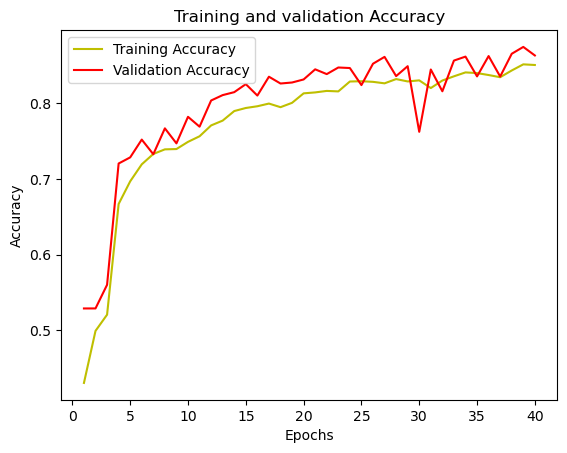 Training and validation Accuracy
Training Accuracy
Validation Accuracy
Accuracy
0.8
0.7
0.6
0.5
0 5 10 15 20 25 30 35 40
Epochs